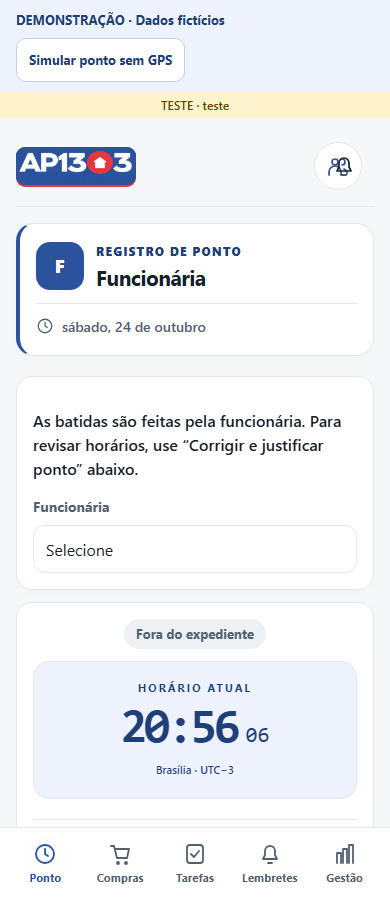 DEMONSTRAÇÃO · Dados fictícios
Simular ponto sem GPS
TESTE · teste
AP1303
F
REGISTRO DE PONTO
Funcionária
sábado, 24 de outubro
As batidas são feitas pela funcionária. Para
revisar horários, use “Corrigir e justificar
ponto” abaixo.
Funcionária
Selecione
Fora do expediente
HORÁRIO ATUAL
20:56 06
Brasília · UTC−3
Ponto
Compras
Tarefas
Lembretes
Gestão